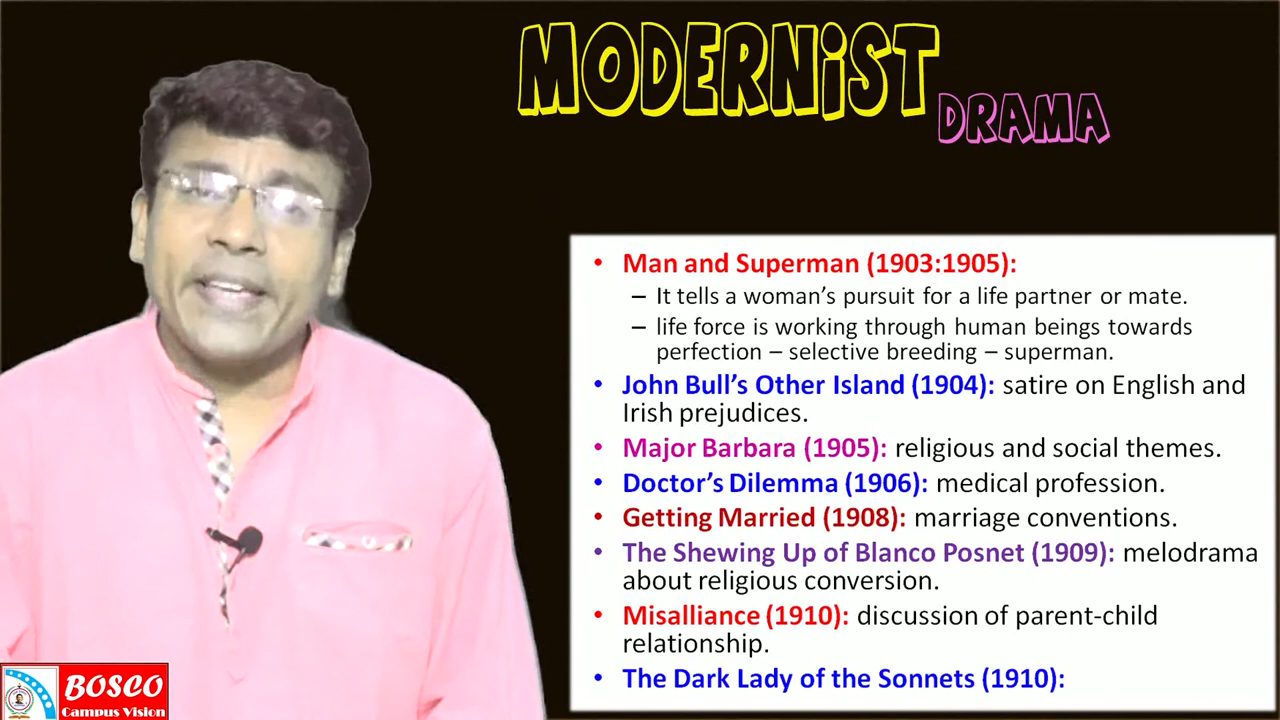 MODERNiST
DRAMA
• Man and Superman (1903:1905):
– It tells a woman's pursuit for a life partner or mate.
– life force is working through human beings towards
perfection – selective breeding – superman.
• John Bull's Other Island (1904): satire on English and
Irish prejudices.
• Major Barbara (1905): religious and social themes.
• Doctor's Dilemma (1906): medical profession.
• Getting Married (1908): marriage conventions.
• The Shewing Up of Blanco Posnet (1909): melodrama
about religious conversion.
• Misalliance (1910): discussion of parent-child
relationship.
• The Dark Lady of the Sonnets (1910):
BOSCO
Campus Vision